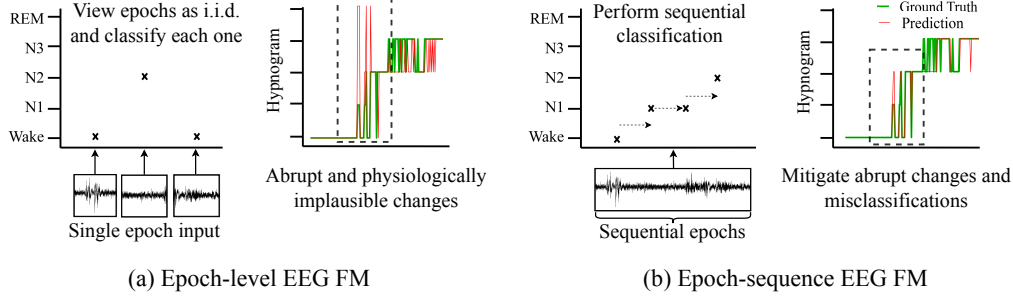 View epochs as i.i.d.
and classify each one
REM
N3
N2
N1
Wake
Single epoch input
Hypnogram
Abrupt and physiologically
implausible changes
(a) Epoch-level EEG FM
Perform sequential
classification
REM
N3
N2
N1
Wake
Sequential epochs
Ground Truth
Prediction
Hypnogram
Mitigate abrupt changes and
misclassifications
(b) Epoch-sequence EEG FM